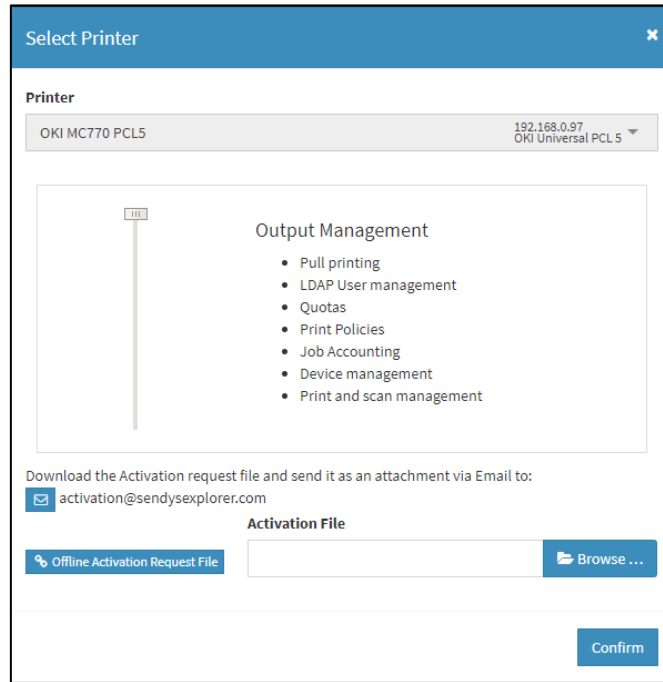 Select Printer
Printer
OKI MC770 PCL5
192.168.0.97
OKI Universal PCL 5
Output Management
Pull printing
LDAP User management
Quotas
Print Policies
Job Accounting
Device management
Print and scan management
Download the Activation request file and send it as an attachment via Email to:
activation@sendysexplorer.com
Activation File
Offline Activation Request File
Browse ...
Confirm